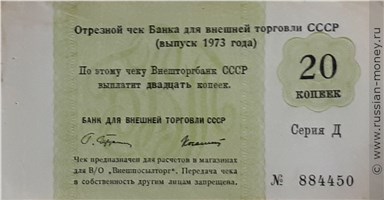 Отрезной чек Банка для внешней торговли СССР
(выпуск 1973 года)
По этому чеку Внешторгбанк СССР
выплатит двадцать копеек.
20
КОПЕЕК
БАНК ДЛЯ ВНЕШНЕЙ ТОРГОВЛИ СССР
Серия Д
Чек предназначен для расчетов в магазинах
для В/О „Внешпосылторг“. Передача чека
в собственность другим лицам запрещена.
№ 884450
www.russian-money.ru